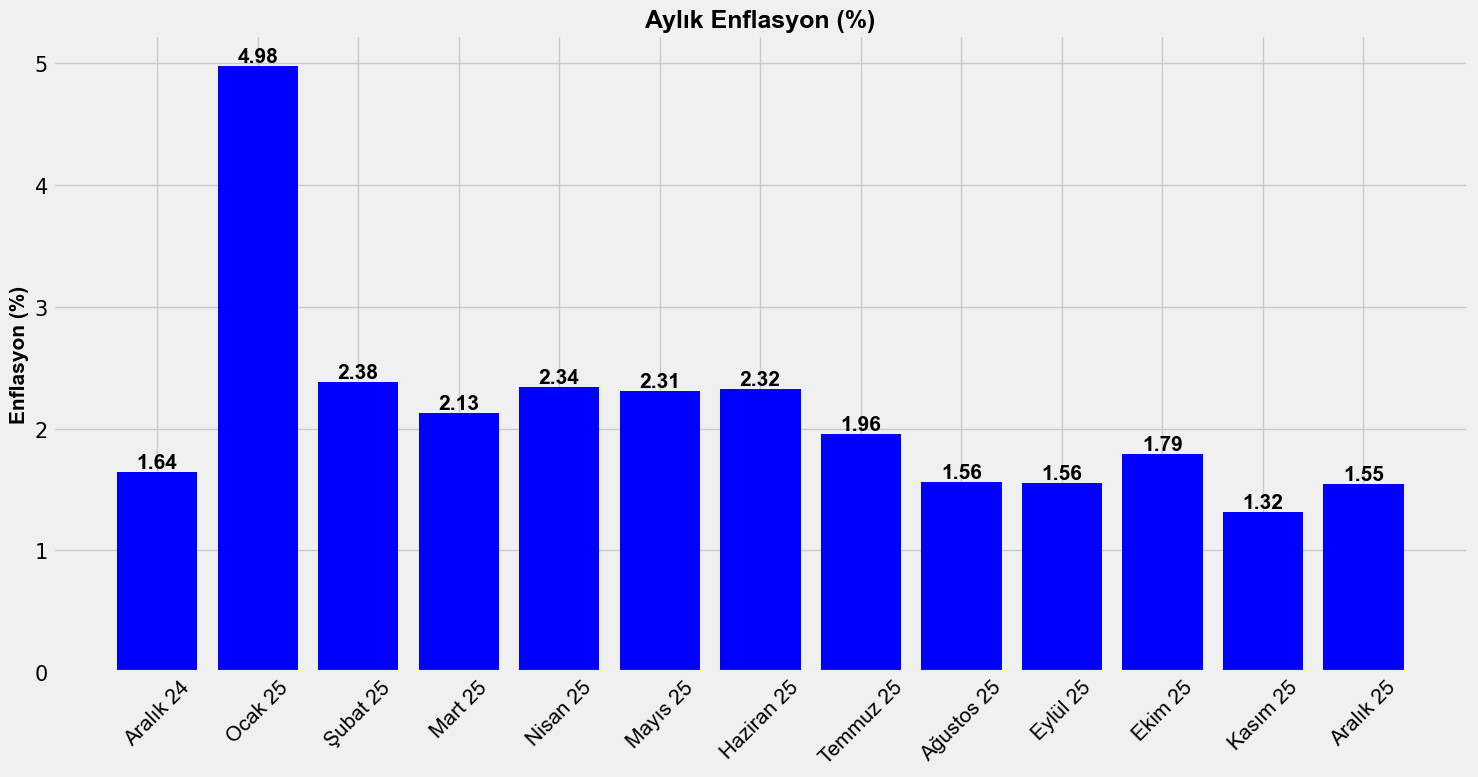 Aylık Enflasyon (%)
Enflasyon (%)
5
4
3
2
1
0
1.64
4.98
2.38
2.13
2.34
2.31
2.32
1.96
1.56
1.56
1.79
1.32
1.55
Aralık 24
Ocak 25
Şubat 25
Mart 25
Nisan 25
Mayıs 25
Haziran 25
Temmuz 25
Ağustos 25
Eylül 25
Ekim 25
Kasım 25
Aralık 25